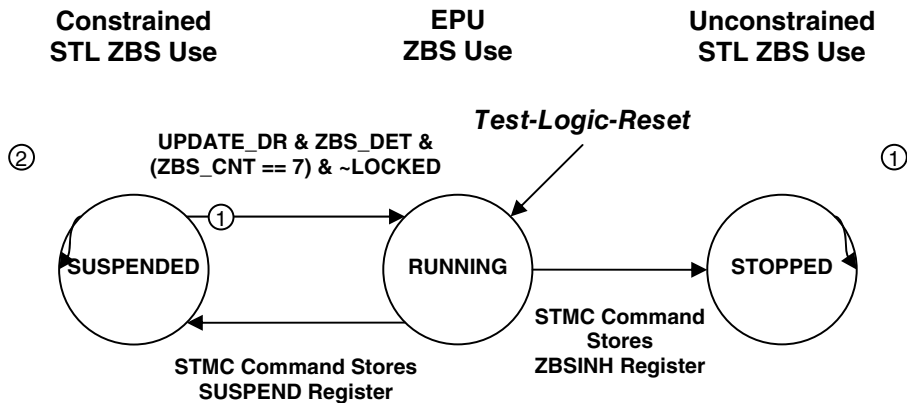 Constrained
STL ZBS Use
EPU
ZBS Use
Unconstrained
STL ZBS Use
Test-Logic-Reset
UPDATE_DR & ZBS_DET &
(ZBS_CNT == 7) & ~LOCKED
2
1
1
SUSPENDED
RUNNING
STOPPED
STMC Command Stores
SUSPEND Register
STMC Command
Stores
ZBSINH Register